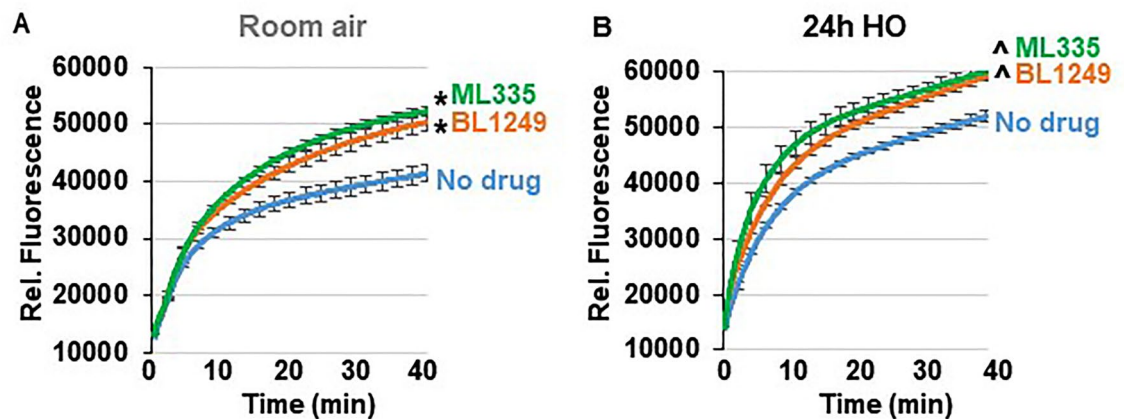 A
Room air
Rel. Fluorescence
60000
50000
40000
30000
20000
10000
0 10 20 30 40
Time (min)
*ML335
*BL1249
No drug
B
24h HO
Rel. Fluorescence
60000
50000
40000
30000
20000
10000
0 10 20 30 40
Time (min)
^ ML335
^ BL1249
No drug